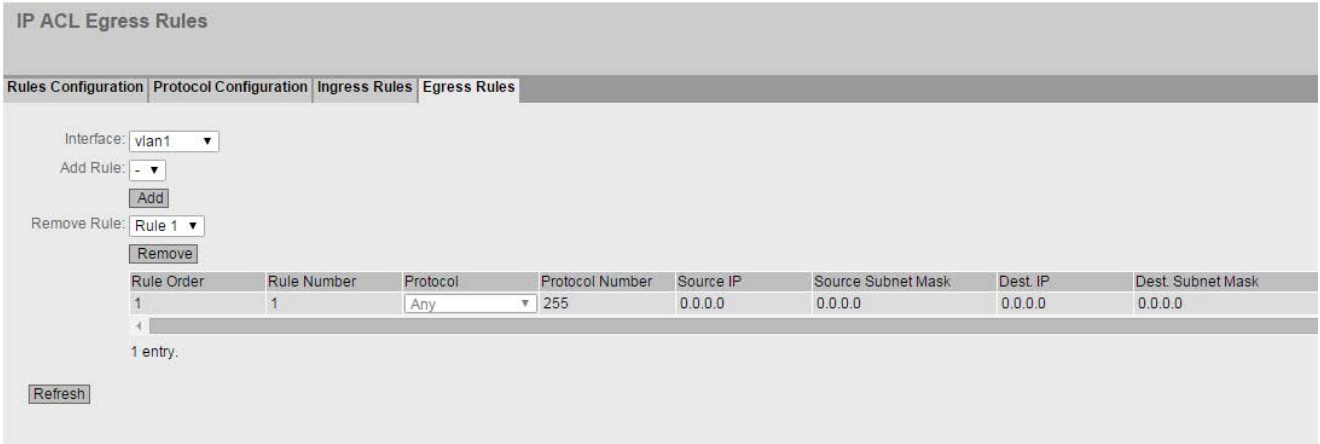 IP ACL Egress Rules
Rules Configuration Protocol Configuration Ingress Rules Egress Rules
Interface: vlan1
Add Rule: -
Add
Remove Rule: Rule 1
Remove
Rule Order Rule Number Protocol Protocol Number Source IP Source Subnet Mask Dest. IP Dest. Subnet Mask
1 1 Any 255 0.0.0.0 0.0.0.0 0.0.0.0 0.0.0.0
1 entry.
Refresh